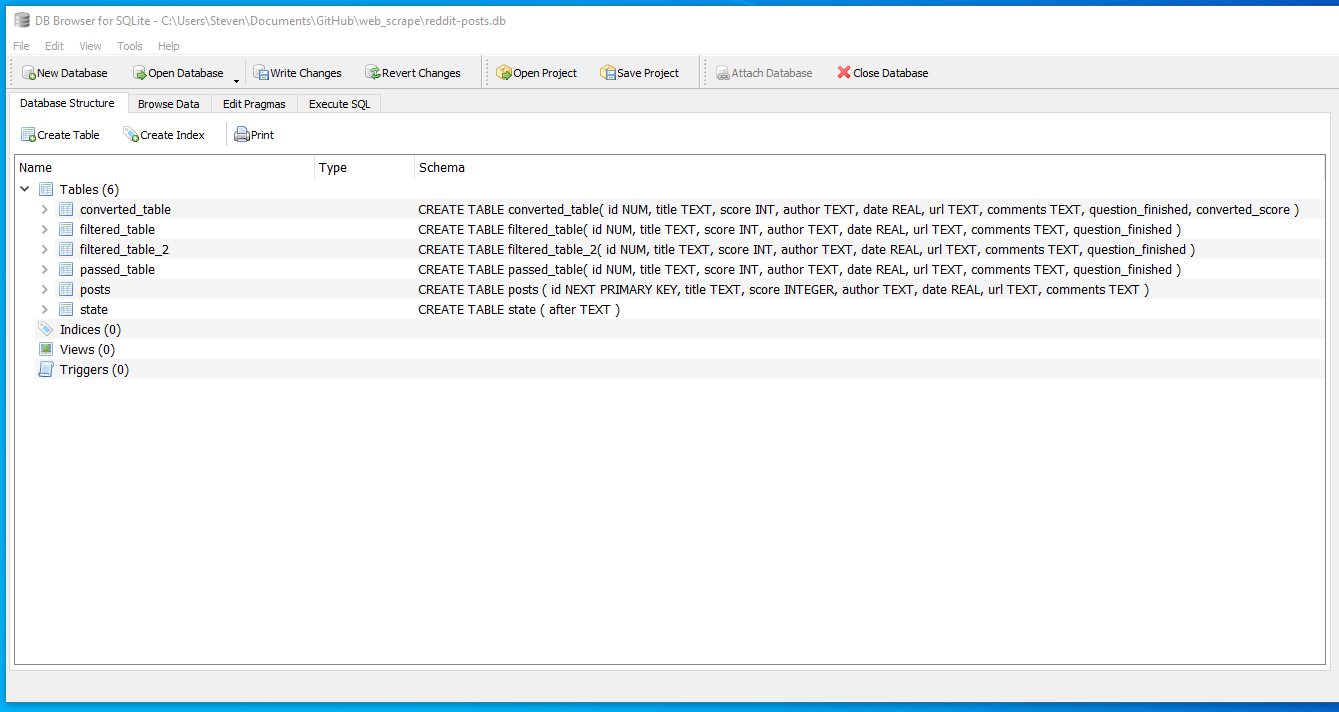 DB Browser for SQLite - C:\Users\Steven\Documents\GitHub\web_scrape\reddit-posts.db
File Edit View Tools Help
New Database Open Database Write Changes Revert Changes Open Project Save Project Attach Database Close Database
Database Structure Browse Data Edit Pragmas Execute SQL
Create Table Create Index Print
Name Type Schema
Tables (6)
converted_table CREATE TABLE converted_table( id NUM, title TEXT, score INT, author TEXT, date REAL, url TEXT, comments TEXT, question_finished, converted_score )
filtered_table CREATE TABLE filtered_table( id NUM, title TEXT, score INT, author TEXT, date REAL, url TEXT, comments TEXT, question_finished )
filtered_table_2 CREATE TABLE filtered_table_2( id NUM, title TEXT, score INT, author TEXT, date REAL, url TEXT, comments TEXT, question_finished )
passed_table CREATE TABLE passed_table( id NUM, title TEXT, score INT, author TEXT, date REAL, url TEXT, comments TEXT, question_finished )
posts CREATE TABLE posts ( id NEXT PRIMARY KEY, title TEXT, score INTEGER, author TEXT, date REAL, url TEXT, comments TEXT )
state CREATE TABLE state ( after TEXT )
Indices (0)
Views (0)
Triggers (0)